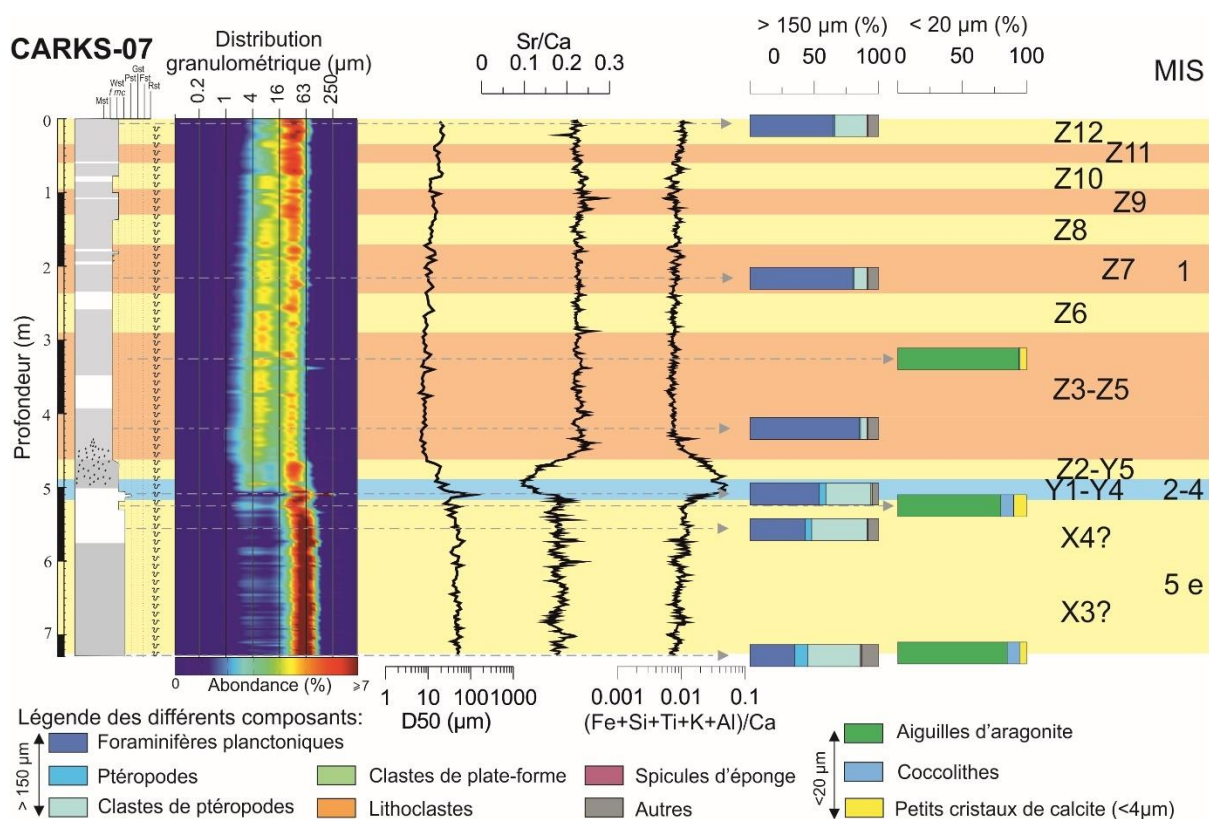 CARKS-07
Distribution
granulométrique (µm)
Sr/Ca
> 150 µm (%)
< 20 µm (%)
MIS
Mst
Wst
f mc
Pst
Gst
Fst
Rst
0.2 1 4 16 63 250
0 0.1 0.2 0.3
0 50 100
0 50 100
Profondeur (m)
0
1
2
3
4
5
6
7
Z12
Z11
Z10
Z9
Z8
Z7 1
Z6
Z3-Z5
Z2-Y5
Y1-Y4 2-4
X4?
5 e
X3?
0 Abondance (%) ⩾7
1 10 100 1000
D50 (µm)
0.001 0.01 0.1
(Fe+Si+Ti+K+Al)/Ca
Légende des différents composants:
> 150 µm
Foraminifères planctoniques
Ptéropodes
Clastes de ptéropodes
Clastes de plate-forme
Lithoclastes
Spicules d'éponge
Autres
<20 µm
Aiguilles d'aragonite
Coccolithes
Petits cristaux de calcite (<4µm)